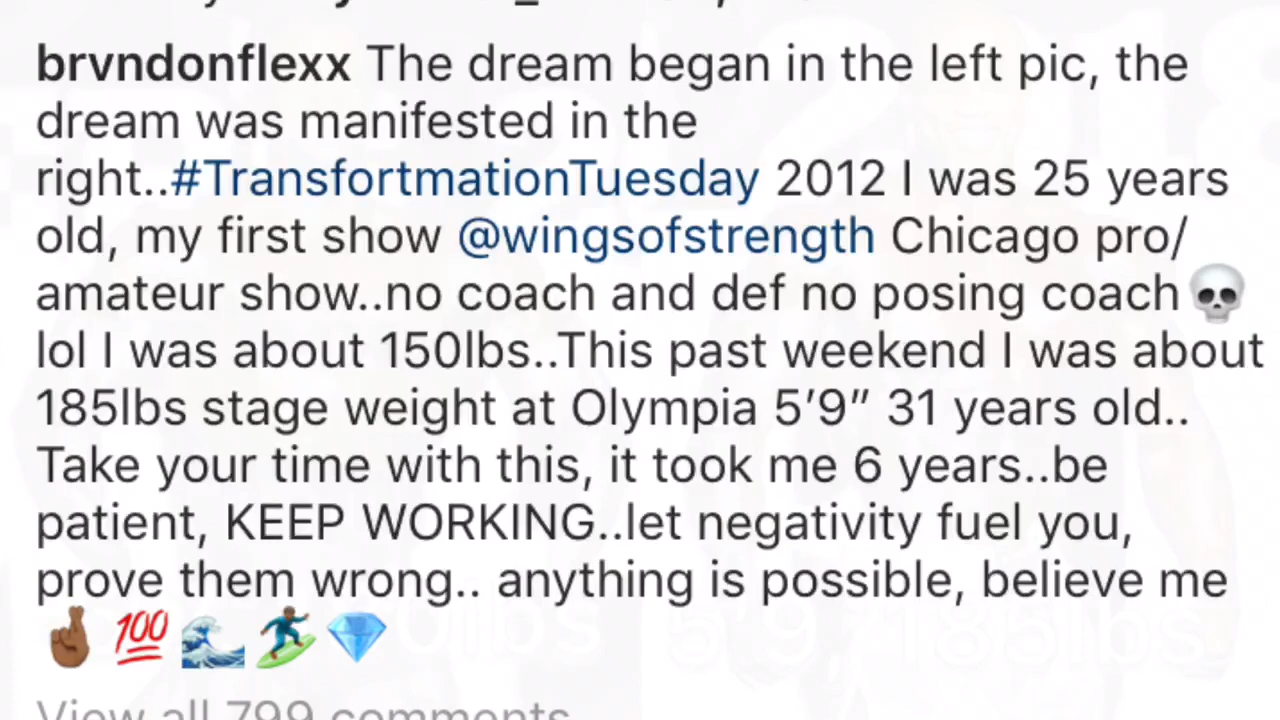 brvndonflexx The dream began in the left pic, the
dream was manifested in the
right..#TransfortmationTuesday 2012 I was 25 years
old, my first show @wingsofstrength Chicago pro/
amateur show..no coach and def no posing coach💀
lol I was about 150lbs..This past weekend I was about
185lbs stage weight at Olympia 5’9” 31 years old..
Take your time with this, it took me 6 years..be
patient, KEEP WORKING..let negativity fuel you,
prove them wrong.. anything is possible, believe me
🤞🏾💯🌊🏄🏾‍♂️💎
View all 799 comments